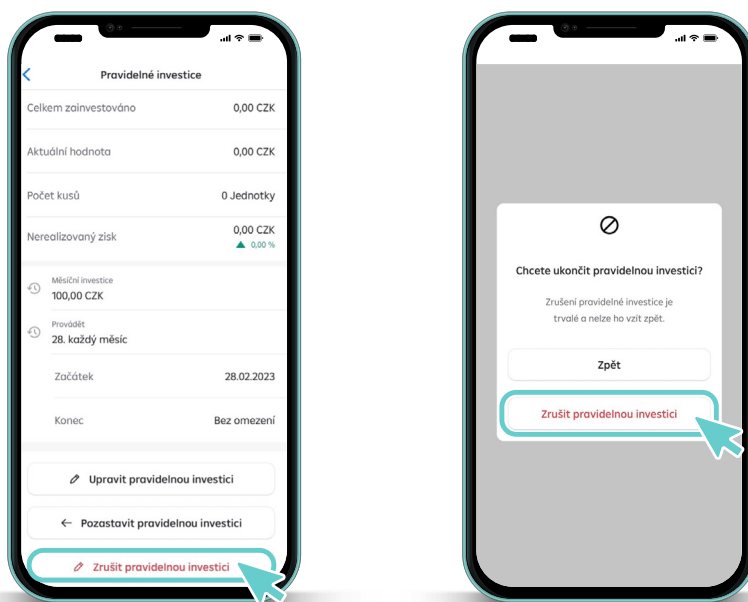 Pravidelné investice
Celkem zainvestováno 0,00 CZK
Aktuální hodnota 0,00 CZK
Počet kusů 0 Jednotky
Nerealizovaný zisk 0,00 CZK
0,00 %
Měsíční investice
100,00 CZK
Provádět
28. každý měsíc
Začátek 28.02.2023
Konec Bez omezení
Upravit pravidelnou investici
Pozastavit pravidelnou investici
Zrušit pravidelnou investici
Chcete ukončit pravidelnou investici?
Zrušení pravidelné investice je
trvalé a nelze ho vzít zpět.
Zpět
Zrušit pravidelnou investici